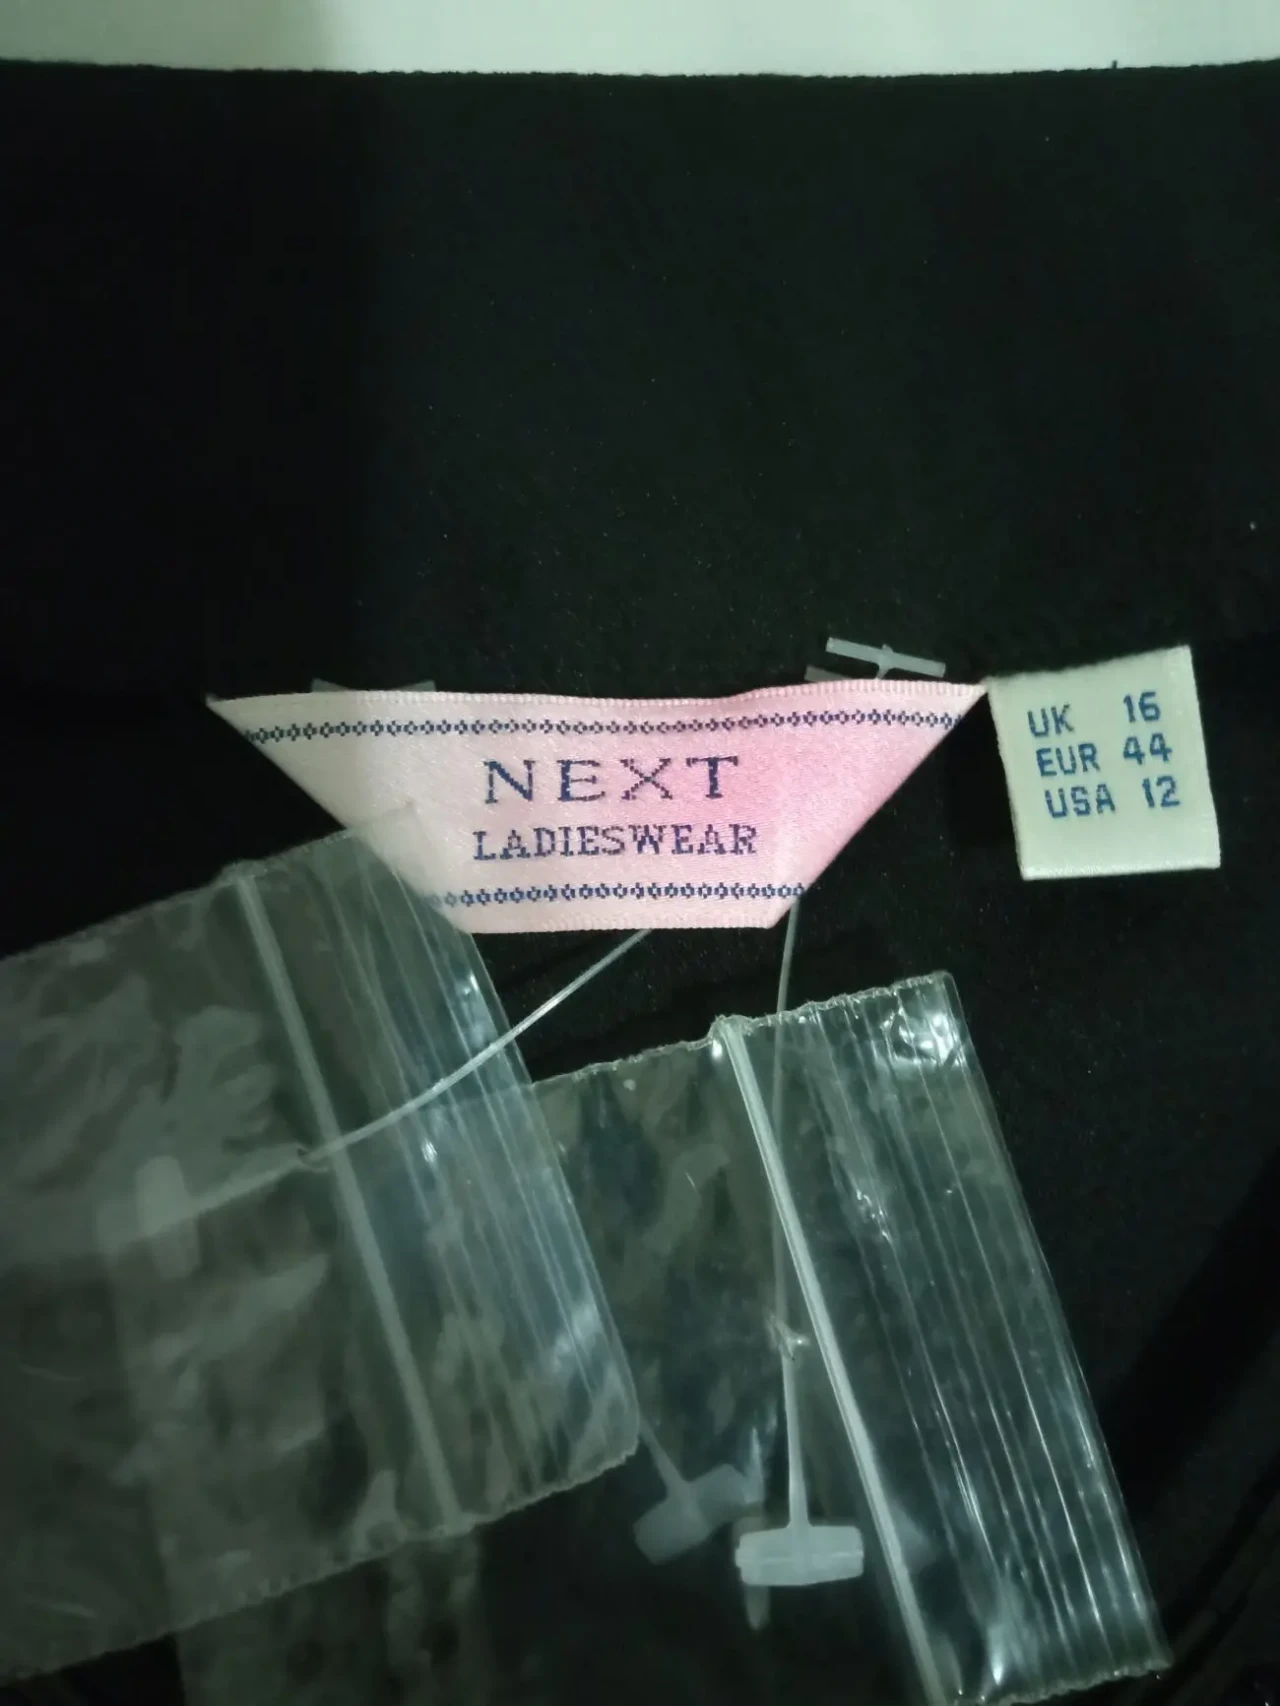 NEXT
LADIESWEAR
UK 16
EUR 44
USA 12